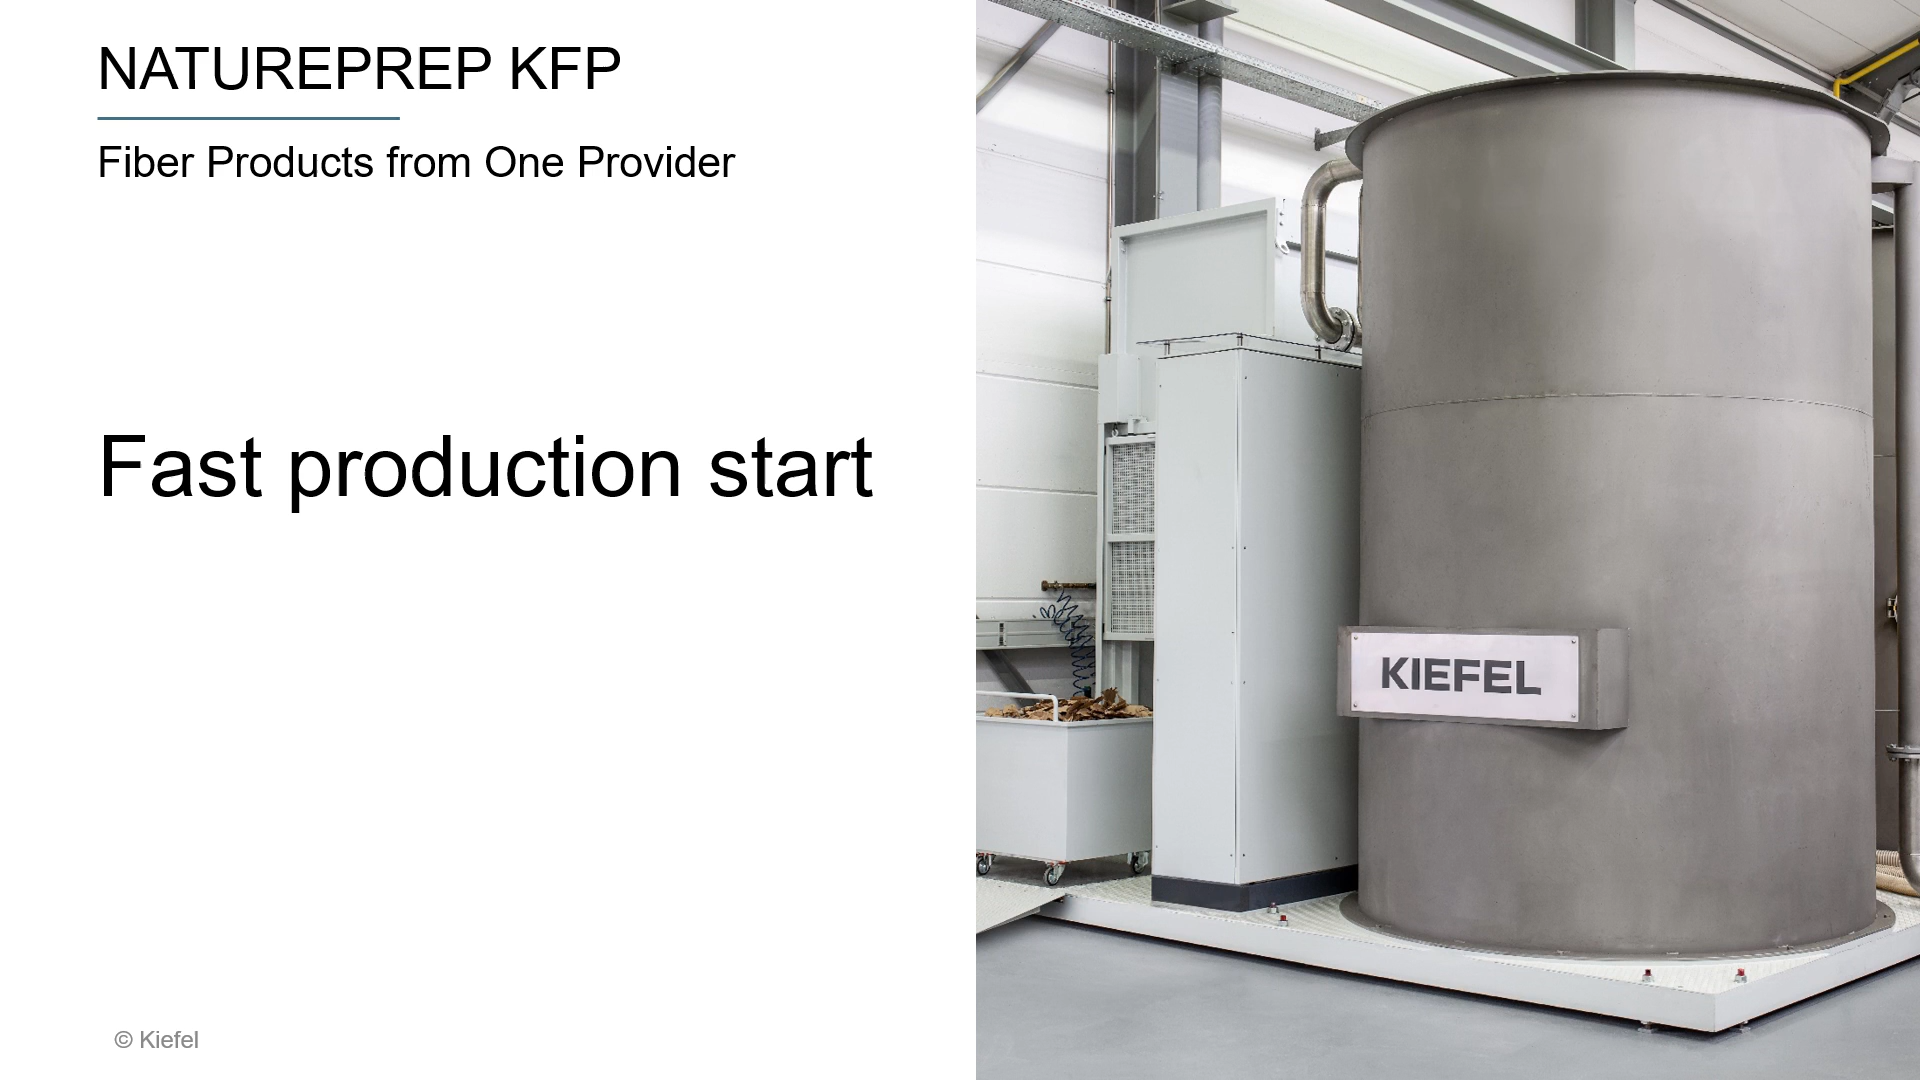 NATUREPREP KFP
Fiber Products from One Provider
Fast production start
KIEFEL
© Kiefel